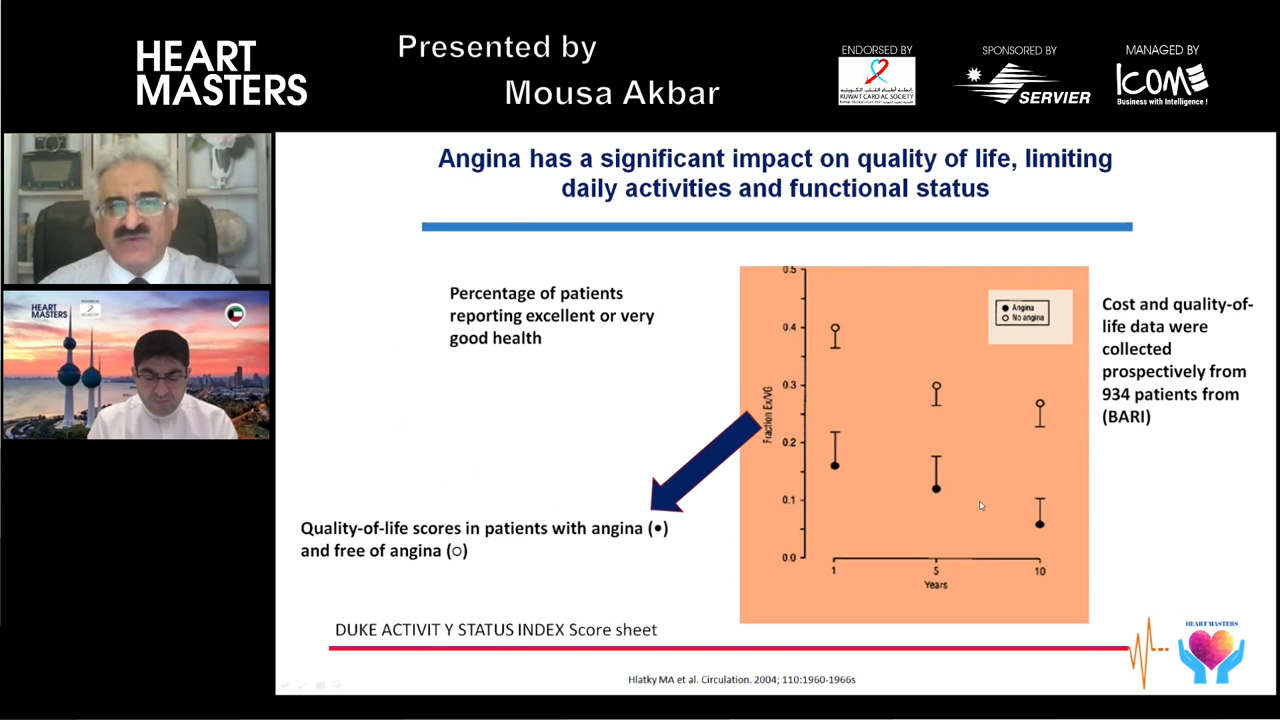 HEART
MASTERS
Presented by
Mousa Akbar
ENDORSED BY
KUWAIT CARDIAC SOCIETY
SPONSORED BY
SERVIER
MANAGED BY
ICOME
Business with Intelligence !
HEART
MASTERS
Angina has a significant impact on quality of life, limiting
daily activities and functional status
Percentage of patients
reporting excellent or very
good health
Quality-of-life scores in patients with angina (●)
and free of angina (○)
0.5
0.4
0.3
0.2
0.1
0.0
Fraction Ex/VG
Angina
No angina
1 5 10
Years
Cost and quality-of-
life data were
collected
prospectively from
934 patients from
(BARI)
DUKE ACTIVIT Y STATUS INDEX Score sheet
HEART MASTERS
Hlatky MA et al. Circulation. 2004; 110:1960-1966s